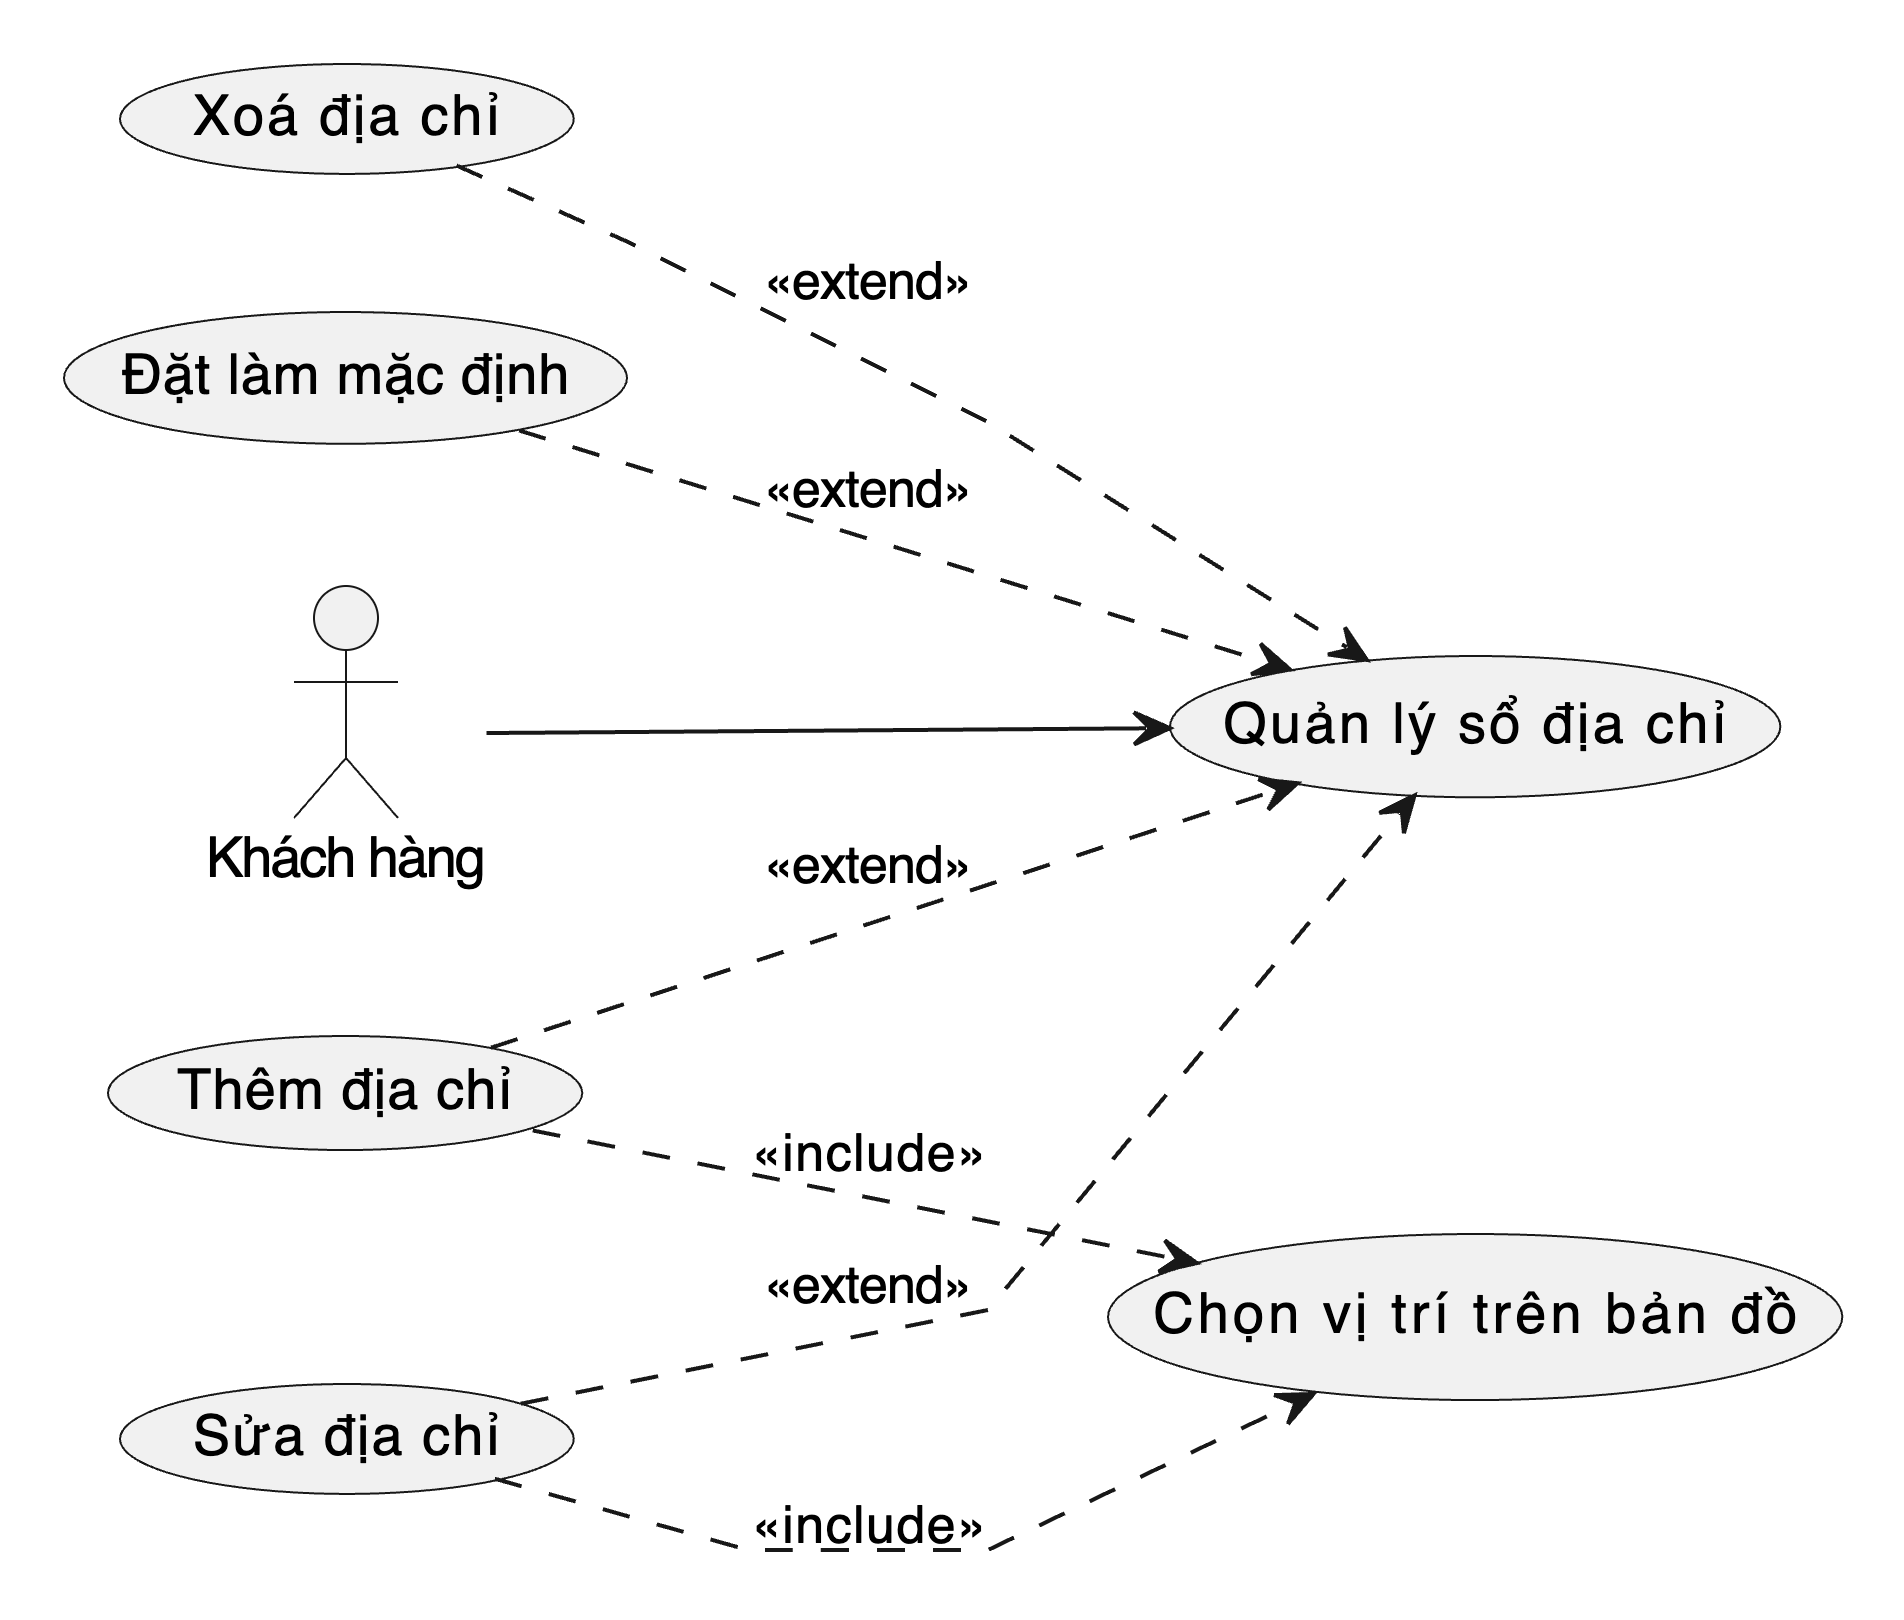 Xoá địa chỉ
«extend»
Đặt làm mặc định
«extend»
Quản lý sổ địa chỉ
Khách hàng
«extend»
Thêm địa chỉ
«include»
«extend»
Chọn vị trí trên bản đồ
Sửa địa chỉ
«include»